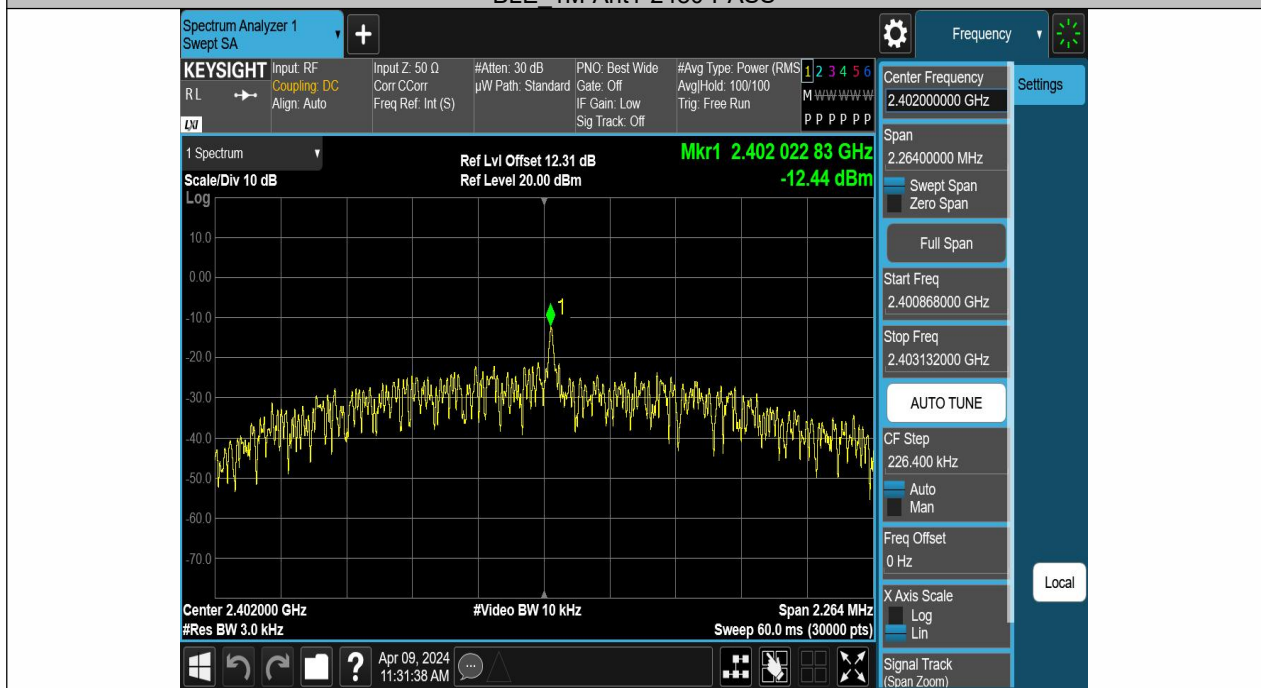 Spectrum Analyzer 1
Swept SA
Frequency
KEYSIGHT
RL
LXI
Input: RF
Coupling: DC
Align: Auto
Input Z: 50 Ω
Corr CCorr
Freq Ref: Int (S)
#Atten: 30 dB
µW Path: Standard
PNO: Best Wide
Gate: Off
IF Gain: Low
Sig Track: Off
#Avg Type: Power (RMS
Avg|Hold: 100/100
Trig: Free Run
1 2 3 4 5 6
M W W W W W
P P P P P P
1 Spectrum
Scale/Div 10 dB
Log
Ref Lvl Offset 12.31 dB
Ref Level 20.00 dBm
Mkr1 2.402 022 83 GHz
-12.44 dBm
10.0
0.00
-10.0
-20.0
-30.0
-40.0
-50.0
-60.0
-70.0
1
Center 2.402000 GHz
#Video BW 10 kHz
Span 2.264 MHz
#Res BW 3.0 kHz
Sweep 60.0 ms (30000 pts)
?
Apr 09, 2024
11:31:38 AM
Center Frequency
2.402000000 GHz
Settings
Span
2.26400000 MHz
Swept Span
Zero Span
Full Span
Start Freq
2.400868000 GHz
Stop Freq
2.403132000 GHz
AUTO TUNE
CF Step
226.400 kHz
Auto
Man
Freq Offset
0 Hz
Local
X Axis Scale
Log
Lin
Signal Track
(Span Zoom)